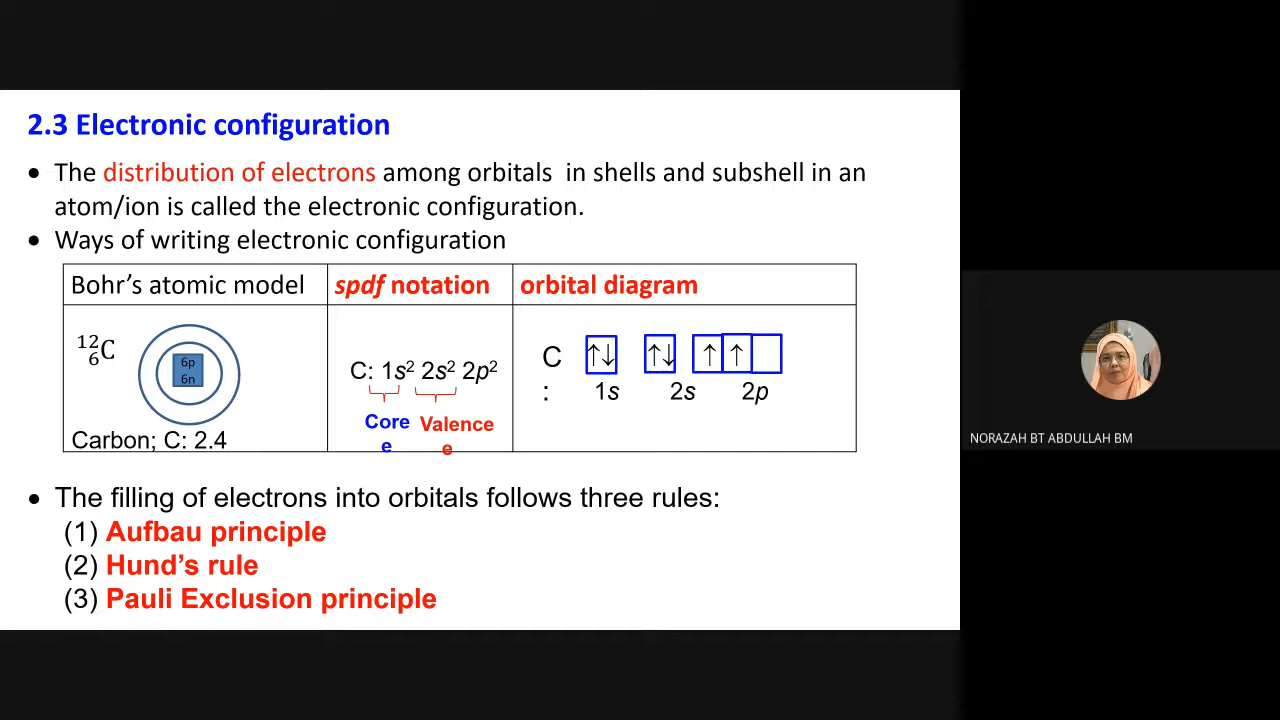 2.3 Electronic configuration
• The distribution of electrons among orbitals in shells and subshell in an
atom/ion is called the electronic configuration.
• Ways of writing electronic configuration
Bohr's atomic model
spdf notation
orbital diagram
¹²₆C
6p
6n
Carbon; C: 2.4
C: 1s² 2s² 2p²
Core
e
Valence
e
C
:
↑↓ ↑↓ ↑ ↑
1s 2s 2p
• The filling of electrons into orbitals follows three rules:
(1) Aufbau principle
(2) Hund's rule
(3) Pauli Exclusion principle
NORAZAH BT ABDULLAH BM